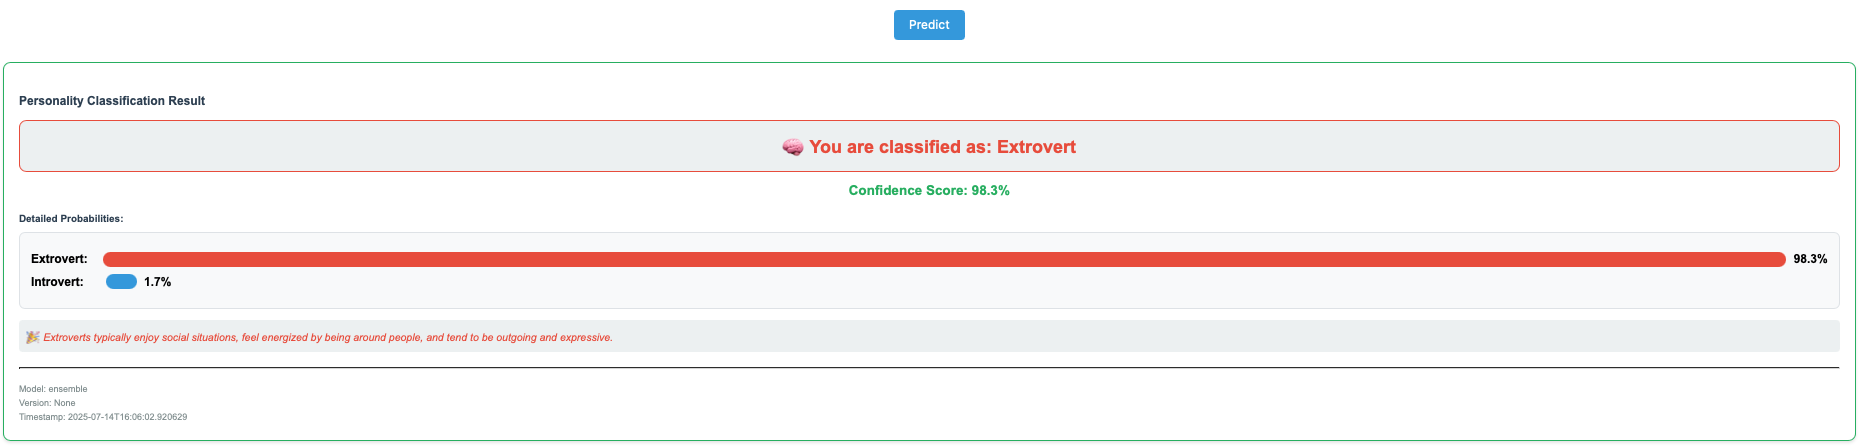 Predict
Personality Classification Result
🧠 You are classified as: Extrovert
Confidence Score: 98.3%
Detailed Probabilities:
Extrovert: 98.3%
Introvert: 1.7%
🎉 Extroverts typically enjoy social situations, feel energized by being around people, and tend to be outgoing and expressive.
Model: ensemble
Version: None
Timestamp: 2025-07-14T16:06:02.920629